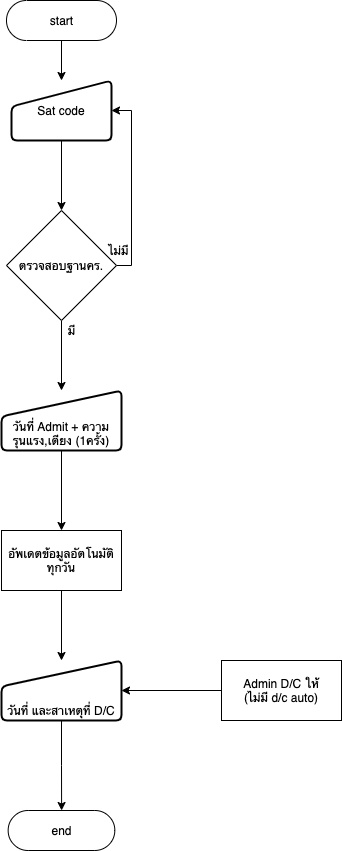 start
Sat code
ไม่มี
ตรวจสอบฐานคร.
มี
วันที่ Admit + ความ
รุนแรง,เตียง (1ครั้ง)
อัพเดตข้อมูลอัตโนมัติ
ทุกวัน
Admin D/C ให้
(ไม่มี d/c auto)
วันที่ และสาเหตุที่ D/C
end